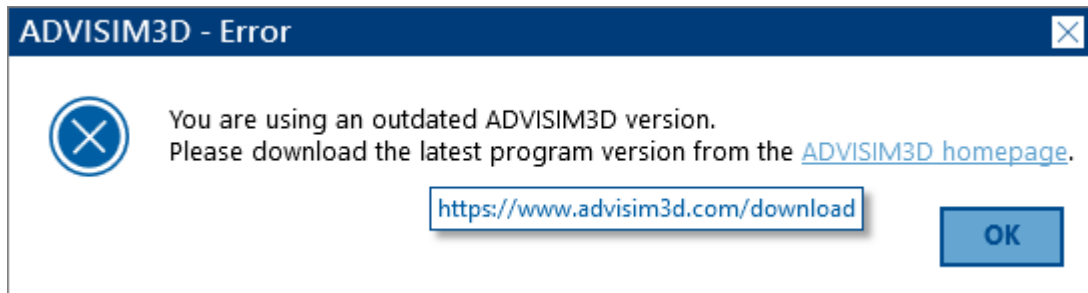 ADVISIM3D - Error
You are using an outdated ADVISIM3D version.
Please download the latest program version from the ADVISIM3D homepage.
https://www.advisim3d.com/download
OK